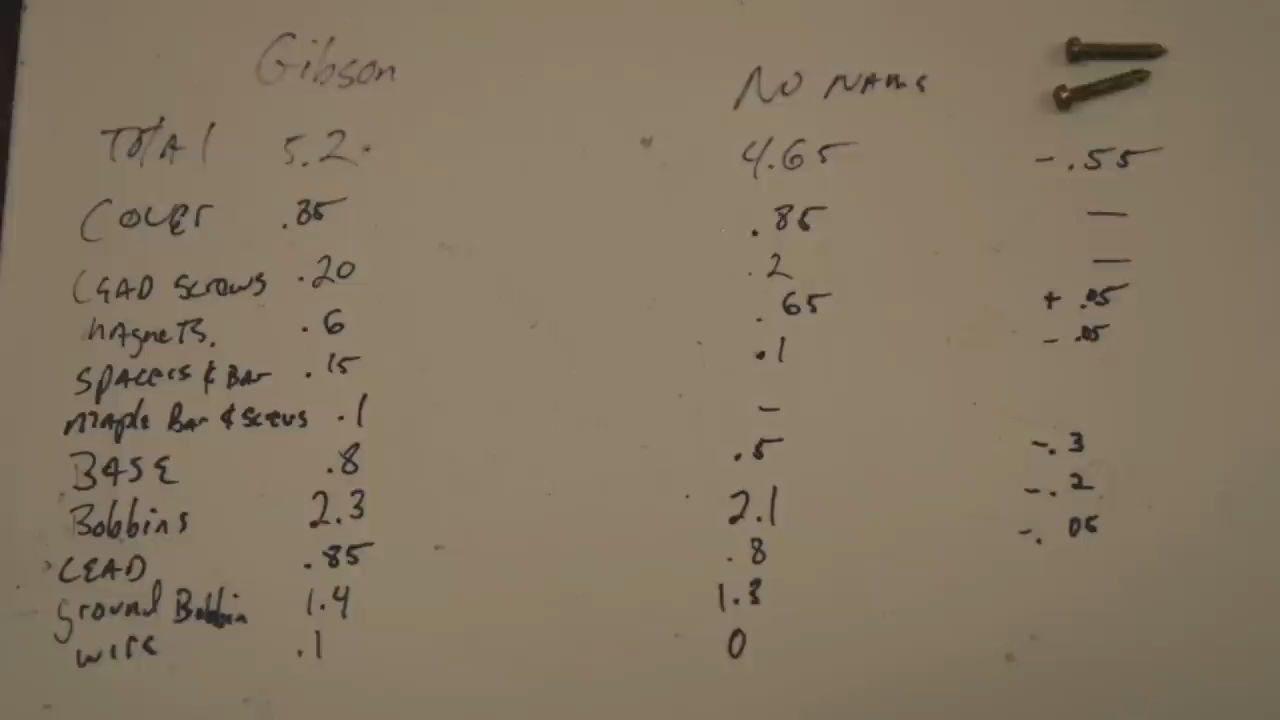 Gibson NO NAME
TOTAl 5.2. 4.65 -.55
COVEr .85 .85 —
LEAD SCrEWS .20 .2 —
MAgneTS. .6 .65 + .05
SPACErS & BAr .15 .1 - .05
MAple BAr & Screws .1 -
BASE .8 .5 -.3
Bobbins 2.3 2.1 -.2
LEAD .85 .8 -.05
ground Bobbin 1.4 1.3
wire .1 0